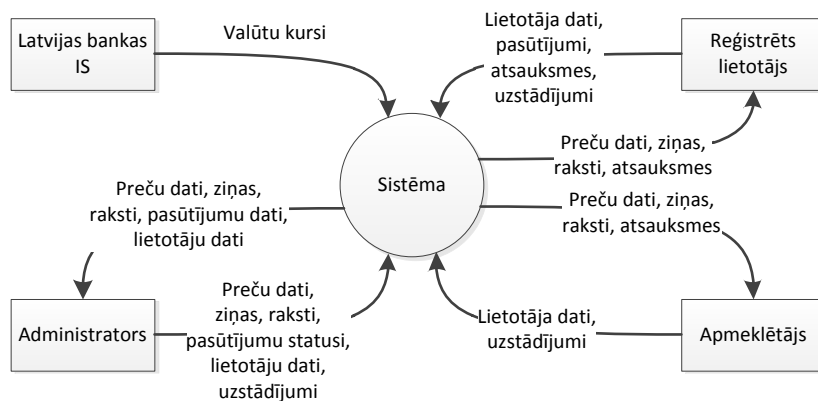 Latvijas bankas
IS
Valūtu kursi
Lietotāja dati,
pasūtījumi,
atsauksmes,
uzstādījumi
Reģistrēts
lietotājs
Sistēma
Preču dati, ziņas,
raksti, atsauksmes
Preču dati, ziņas,
raksti, pasūtījumu dati,
lietotāju dati
Preču dati, ziņas,
raksti, atsauksmes
Administrators
Preču dati,
ziņas, raksti,
pasūtījumu statusi,
lietotāju dati,
uzstādījumi
Lietotāja dati,
uzstādījumi
Apmeklētājs